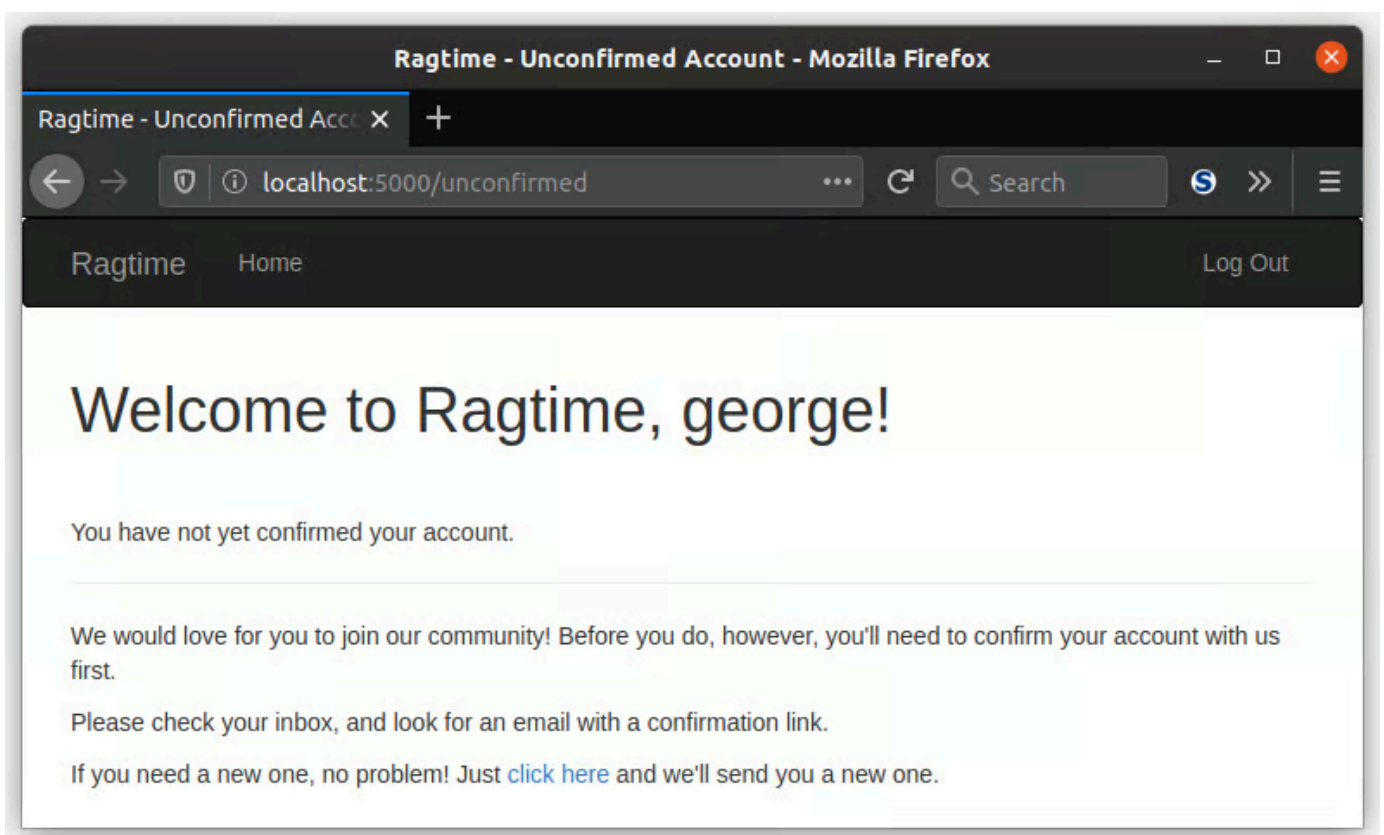 Ragtime - Unconfirmed Account - Mozilla Firefox
Ragtime - Unconfirmed Acc
localhost:5000/unconfirmed
Search
Ragtime Home Log Out
Welcome to Ragtime, george!
You have not yet confirmed your account.
We would love for you to join our community! Before you do, however, you'll need to confirm your account with us
first.
Please check your inbox, and look for an email with a confirmation link.
If you need a new one, no problem! Just click here and we'll send you a new one.